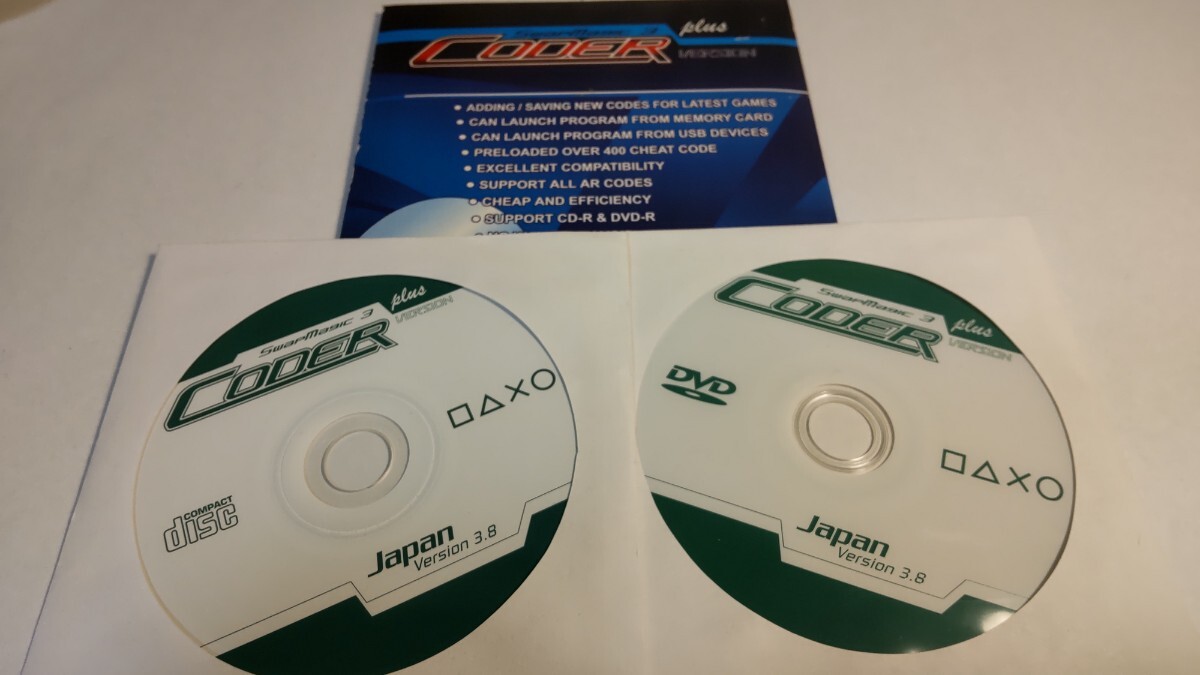 SwapMagic 3 plus
CODER VERSION
• ADDING / SAVING NEW CODES FOR LATEST GAMES
• CAN LAUNCH PROGRAM FROM MEMORY CARD
• CAN LAUNCH PROGRAM FROM USB DEVICES
• PRELOADED OVER 400 CHEAT CODE
• EXCELLENT COMPATIBILITY
• SUPPORT ALL AR CODES
• CHEAP AND EFFICIENCY
• SUPPORT CD-R & DVD-R
SwapMagic 3 plus
CODER VERSION
COMPACT
disc
Japan
Version 3.8
SwapMagic 3 plus
CODER VERSION
DVD
Japan
Version 3.8